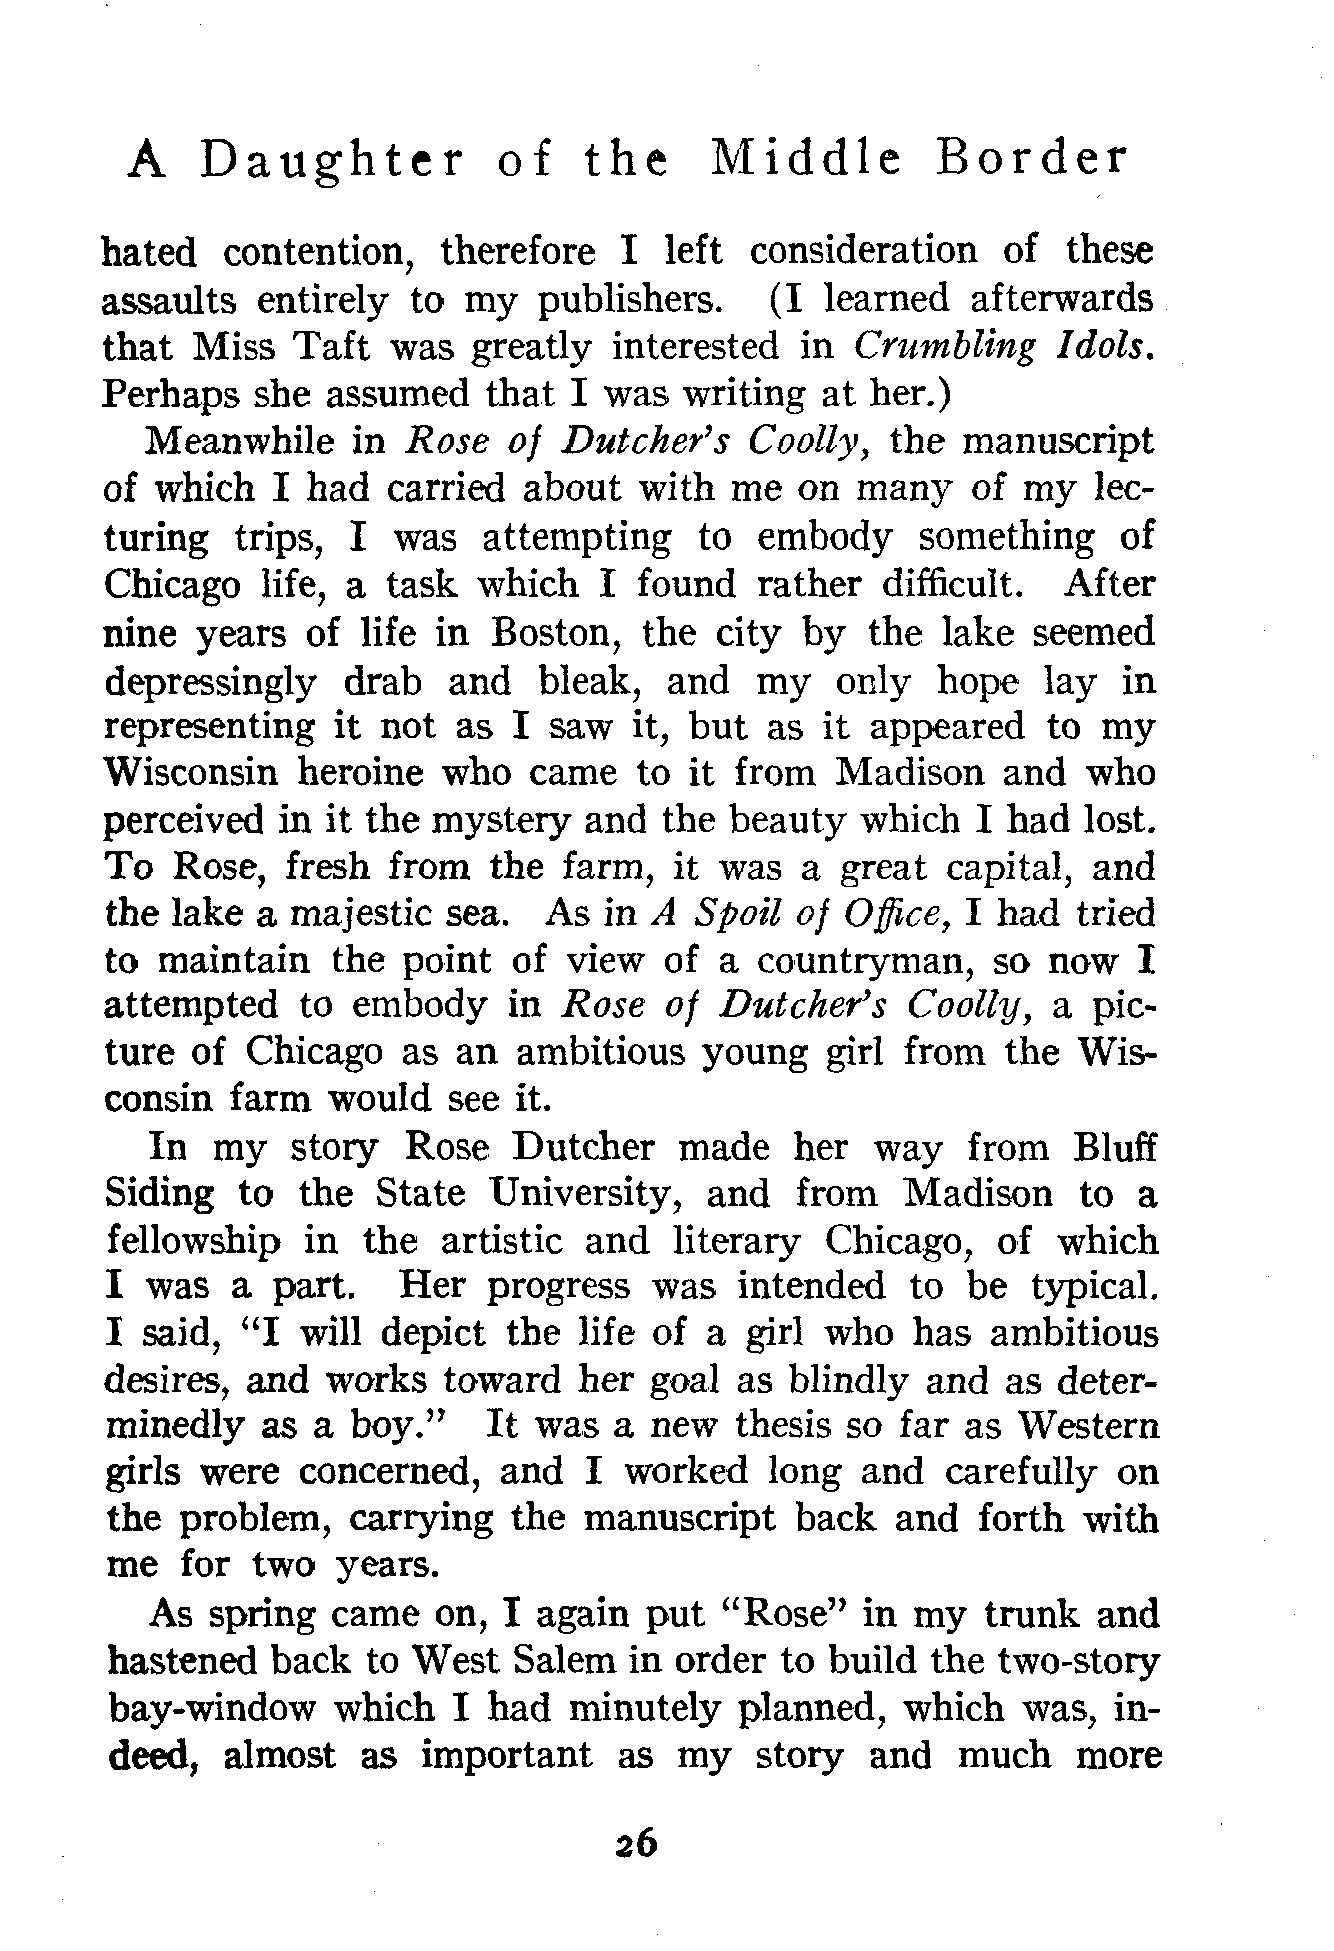 A Daughter of the Middle Border
hated contention, therefore I left consideration of these
assaults entirely to my publishers. (I learned afterwards
that Miss Taft was greatly interested in Crumbling Idols.
Perhaps she assumed that I was writing at her.)
Meanwhile in Rose of Dutcher's Coolly, the manuscript
of which I had carried about with me on many of my lec-
turing trips, I was attempting to embody something of
Chicago life, a task which I found rather difficult. After
nine years of life in Boston, the city by the lake seemed
depressingly drab and bleak, and my only hope lay in
representing it not as I saw it, but as it appeared to my
Wisconsin heroine who came to it from Madison and who
perceived in it the mystery and the beauty which I had lost.
To Rose, fresh from the farm, it was a great capital, and
the lake a majestic sea. As in A Spoil of Office, I had tried
to maintain the point of view of a countryman, so now I
attempted to embody in Rose of Dutcher's Coolly, a pic-
ture of Chicago as an ambitious young girl from the Wis-
consin farm would see it.
In my story Rose Dutcher made her way from Bluff
Siding to the State University, and from Madison to a
fellowship in the artistic and literary Chicago, of which
I was a part. Her progress was intended to be typical.
I said, “I will depict the life of a girl who has ambitious
desires, and works toward her goal as blindly and as deter-
minedly as a boy.” It was a new thesis so far as Western
girls were concerned, and I worked long and carefully on
the problem, carrying the manuscript back and forth with
me for two years.
As spring came on, I again put “Rose” in my trunk and
hastened back to West Salem in order to build the two-story
bay-window which I had minutely planned, which was, in-
deed, almost as important as my story and much more
26